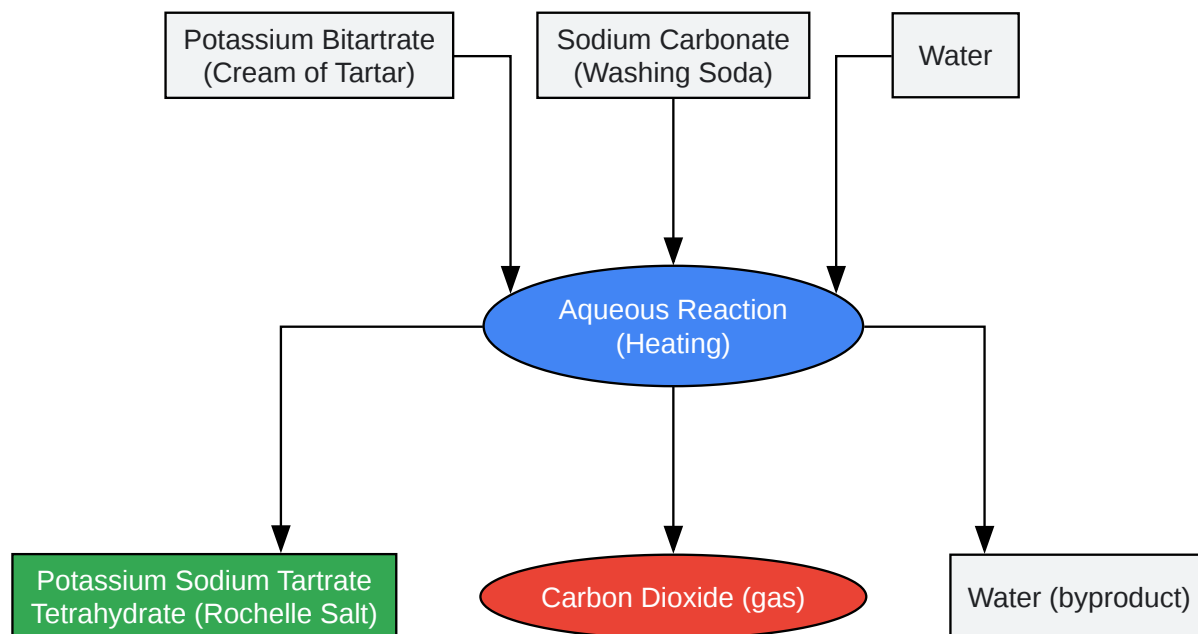 Potassium Bitartrate
(Cream of Tartar)
Sodium Carbonate
(Washing Soda)
Water
Aqueous Reaction
(Heating)
Potassium Sodium Tartrate
Tetrahydrate (Rochelle Salt)
Carbon Dioxide (gas)
Water (byproduct)